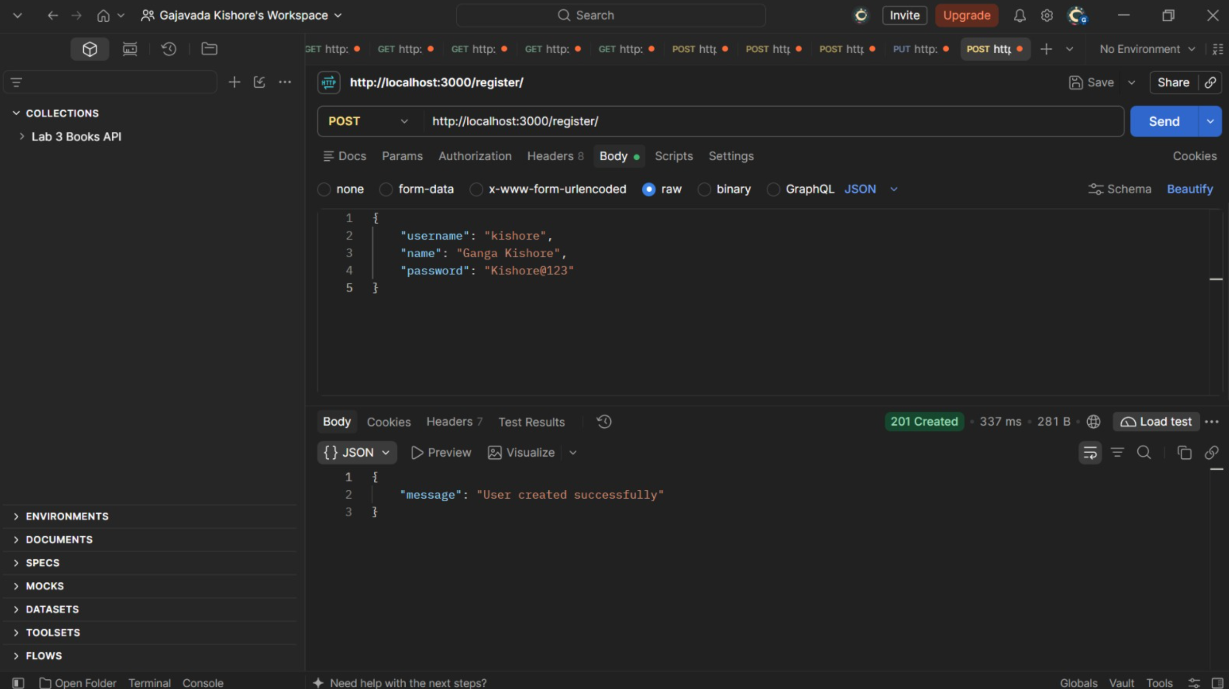 Gajavada Kishore's Workspace
Search
Invite
Upgrade
GET http:
GET http:
GET http:
GET http:
GET http:
POST htt
POST htt
POST htt
PUT http:
POST htt
No Environment
COLLECTIONS
Lab 3 Books API
HTTP
http://localhost:3000/register/
Save
Share
POST
http://localhost:3000/register/
Send
Docs
Params
Authorization
Headers 8
Body
Scripts
Settings
Cookies
none
form-data
x-www-form-urlencoded
raw
binary
GraphQL
JSON
Schema
Beautify
1 {
2 "username": "kishore",
3 "name": "Ganga Kishore",
4 "password": "Kishore@123"
5 }
Body
Cookies
Headers 7
Test Results
201 Created
337 ms
281 B
Load test
{} JSON
Preview
Visualize
1 {
2 "message": "User created successfully"
3 }
ENVIRONMENTS
DOCUMENTS
SPECS
MOCKS
DATASETS
TOOLSETS
FLOWS
Open Folder
Terminal
Console
Need help with the next steps?
Globals
Vault
Tools